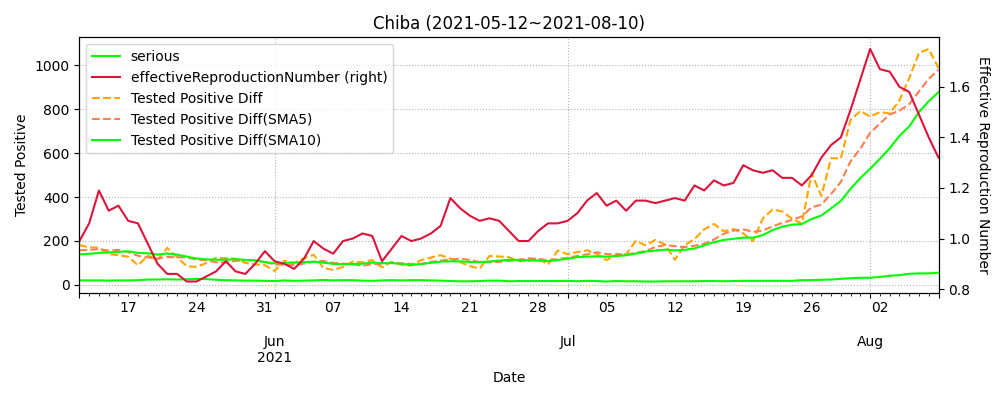 Chiba (2021-05-12~2021-08-10)
serious
effectiveReproductionNumber (right)
Tested Positive Diff
Tested Positive Diff(SMA5)
Tested Positive Diff(SMA10)
Tested Positive
1000
800
600
400
200
0
Effective Reproduction Number
1.6
1.4
1.2
1.0
0.8
17 24 31 07 14 21 28 05 12 19 26 02
Jun Jul Aug
2021
Date